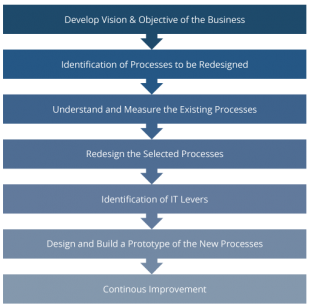 Develop Vision & Objective of the Business
Identification of Processes to be Redesigned
Understand and Measure the Existing Processes
Redesign the Selected Processes
Identification of IT Levers
Design and Build a Prototype of the New Processes
Continous Improvement